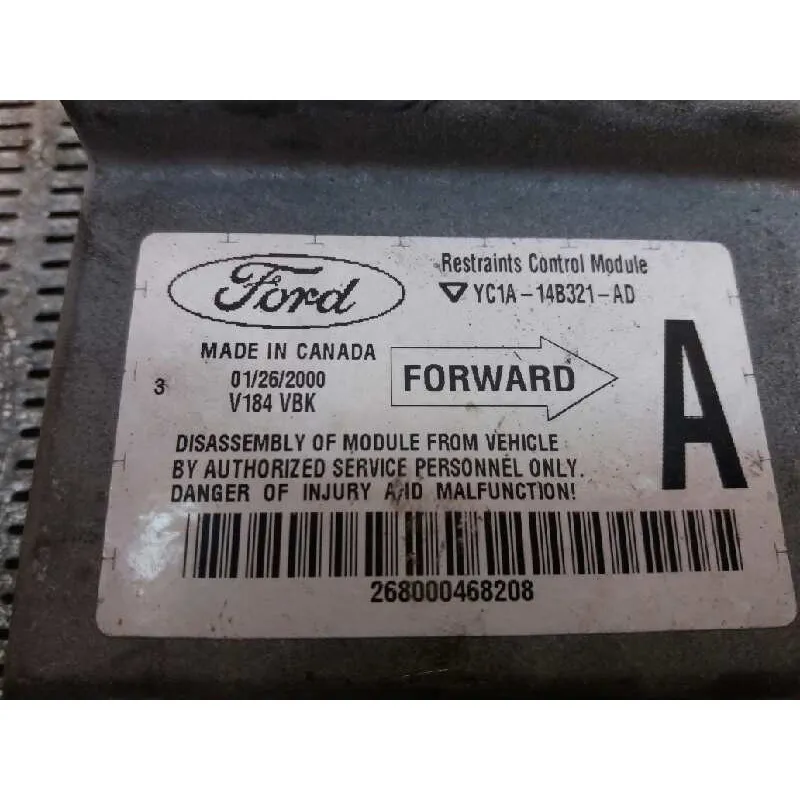 Ford
Restraints Control Module
YC1A-14B321-AD
MADE IN CANADA
3
01/26/2000
V184 VBK
FORWARD
A
DISASSEMBLY OF MODULE FROM VEHICLE
BY AUTHORIZED SERVICE PERSONNEL ONLY.
DANGER OF INJURY AND MALFUNCTION!
268000468208